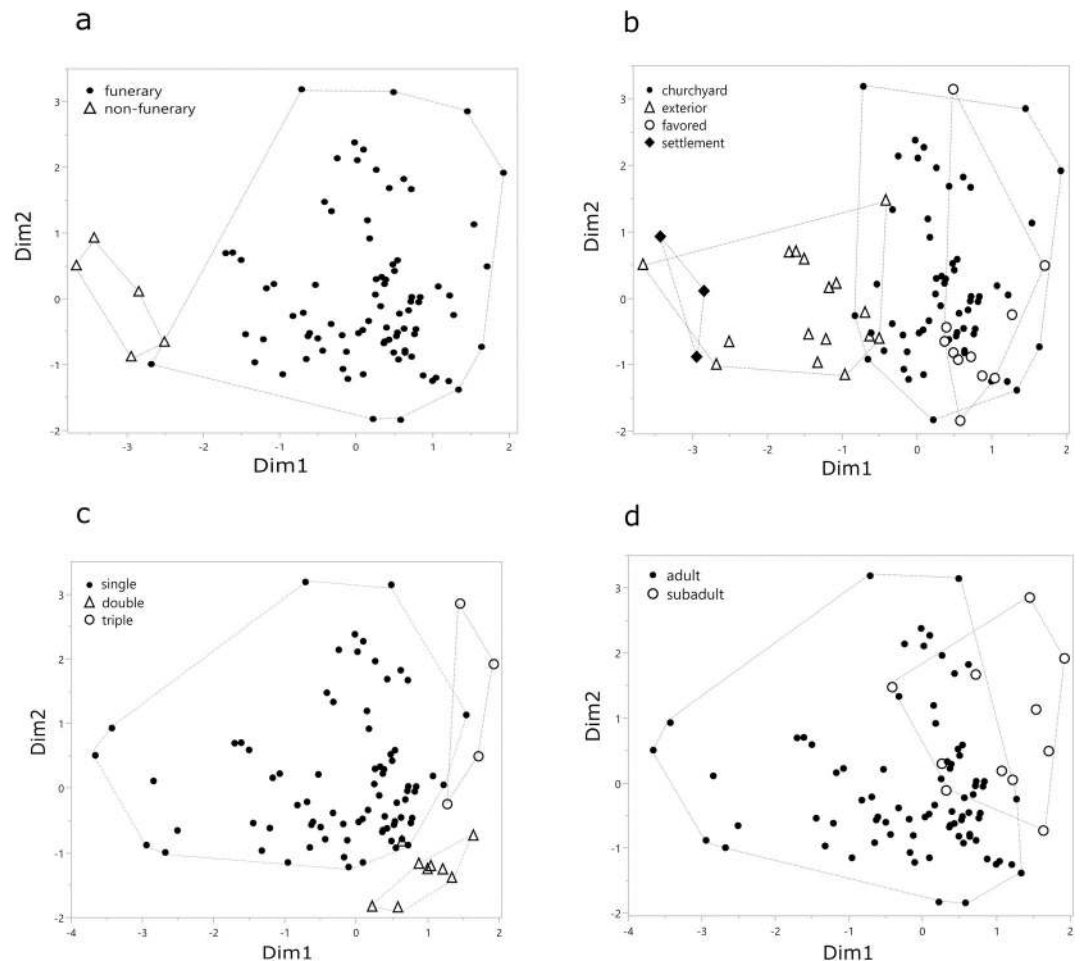 a
funerary
non-funerary
3
2
1
0
-1
-2
Dim2
-3
-2
-1
0
1
2
Dim1
b
churchyard
exterior
favored
settlement
3
2
1
0
-1
-2
Dim2
-3
-2
-1
0
1
2
Dim1
c
single
double
triple
3
2
1
0
-1
-2
Dim2
-4
-3
-2
-1
0
1
2
Dim1
d
adult
subadult
3
2
1
0
-1
-2
Dim2
-4
-3
-2
-1
0
1
2
Dim1